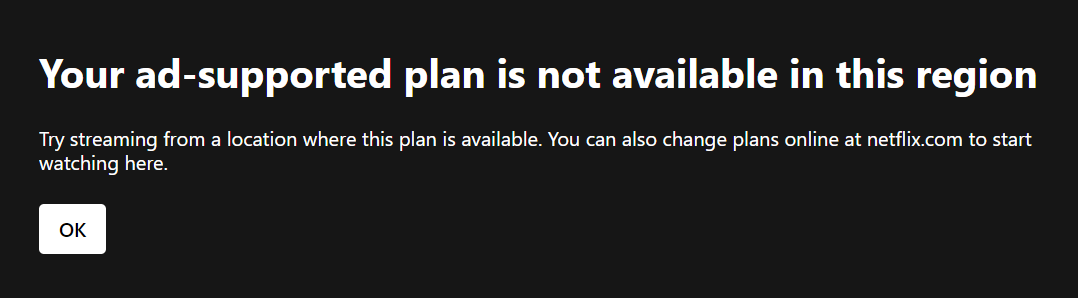 Your ad-supported plan is not available in this region
Try streaming from a location where this plan is available. You can also change plans online at netflix.com to start
watching here.
OK